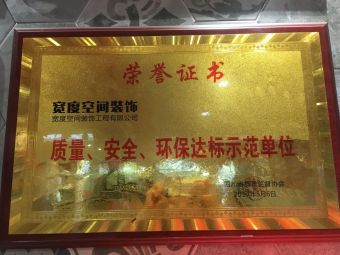 荣誉证书
宽度空间装饰
宽度空间装饰工程有限公司
质量、安全、环保达标示范单位